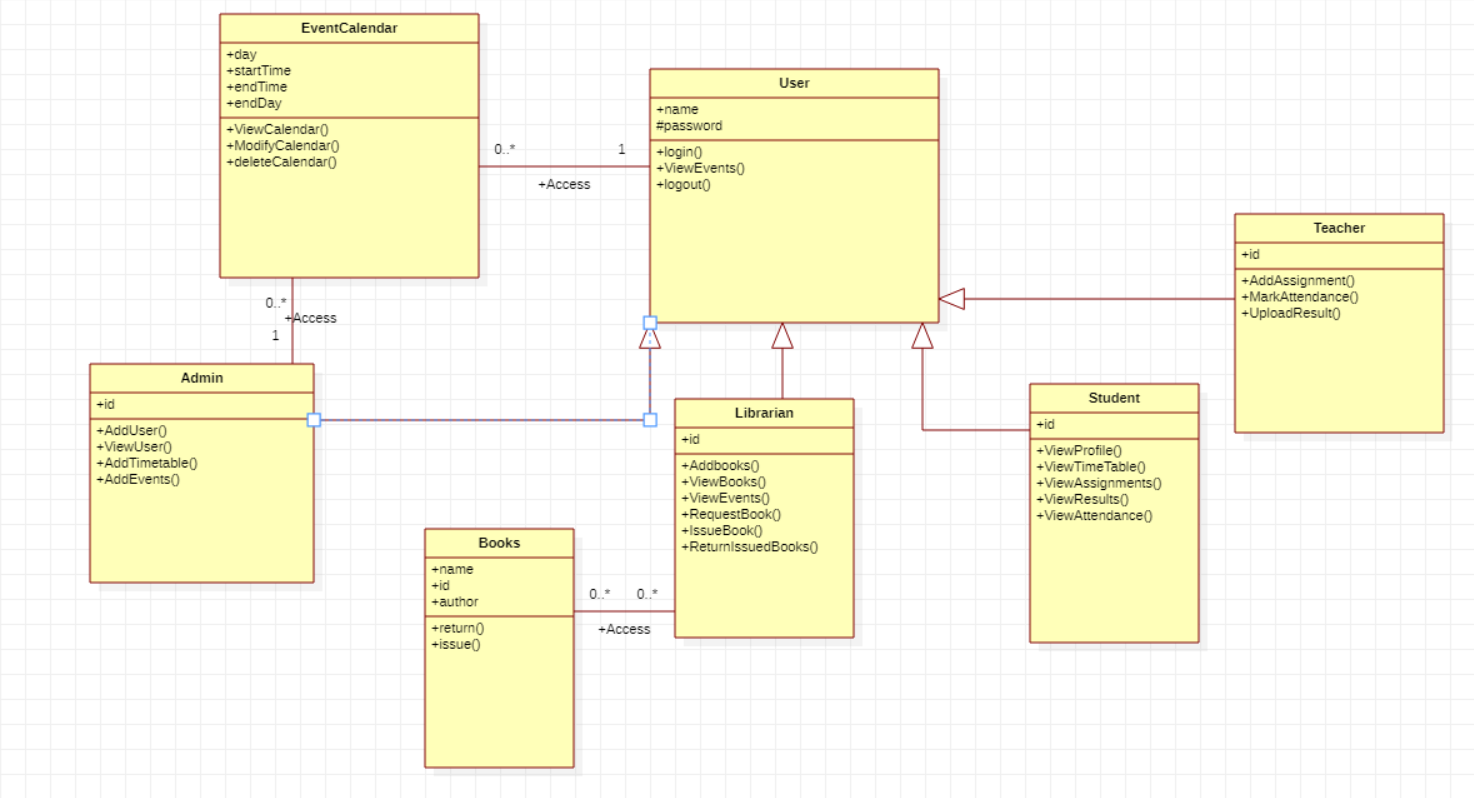 EventCalendar
+day
+startTime
+endTime
+endDay
+ViewCalendar()
+ModifyCalendar()
+deleteCalendar()
0..*
1
+Access
User
+name
#password
+login()
+ViewEvents()
+logout()
Teacher
+id
+AddAssignment()
+MarkAttendance()
+UploadResult()
0..*
+Access
1
Admin
+id
+AddUser()
+ViewUser()
+AddTimetable()
+AddEvents()
Librarian
+id
+Addbooks()
+ViewBooks()
+ViewEvents()
+RequestBook()
+IssueBook()
+ReturnIssuedBooks()
Student
+id
+ViewProfile()
+ViewTimeTable()
+ViewAssignments()
+ViewResults()
+ViewAttendance()
Books
+name
+id
+author
+return()
+issue()
0..*
0..*
+Access